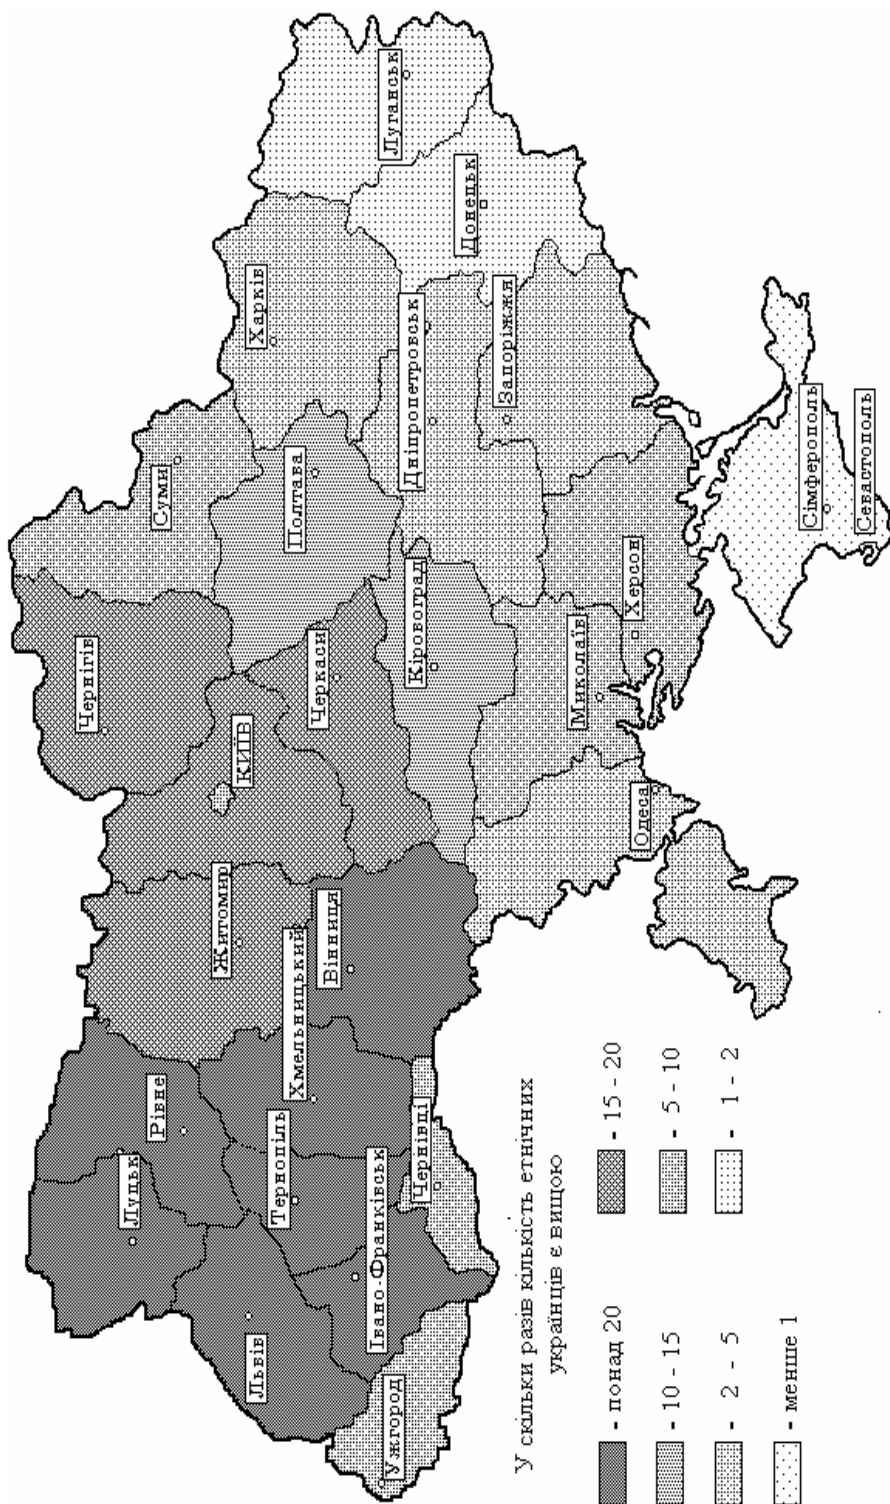 Луганськ
Донецьк
Харків
Дніпропетровськ
Запоріжжя
Суми
Полтава
Сімферополь
Севастополь
Чернігів
КИЇВ
Черкаси
Кіровоград
Миколаїв
Херсон
Одеса
Житомир
Вінниця
Хмельницький
Рівне
Луцьк
Тернопіль
Чернівці
Івано-Франківськ
Львів
Ужгород
У скільки разів кількість етнічних
українців є вищою
- понад 20
- 15 - 20
- 10 - 15
- 5 - 10
- 2 - 5
- 1 - 2
- менше 1